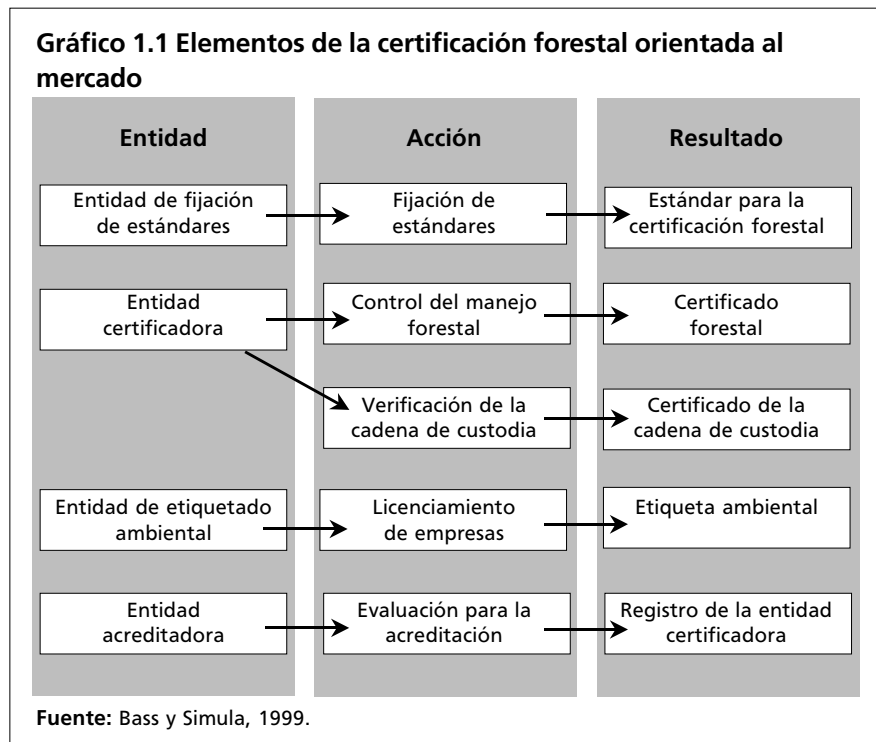 Gráfico 1.1 Elementos de la certificación forestal orientada al
mercado
Entidad
Acción
Resultado
Entidad de fijación
de estándares
Fijación de
estándares
Estándar para la
certificación forestal
Entidad
certificadora
Control del manejo
forestal
Certificado
forestal
Verificación de la
cadena de custodia
Certificado de la
cadena de custodia
Entidad de etiquetado
ambiental
Licenciamiento
de empresas
Etiqueta ambiental
Entidad
acreditadora
Evaluación para la
acreditación
Registro de la entidad
certificadora
Fuente: Bass y Simula, 1999.